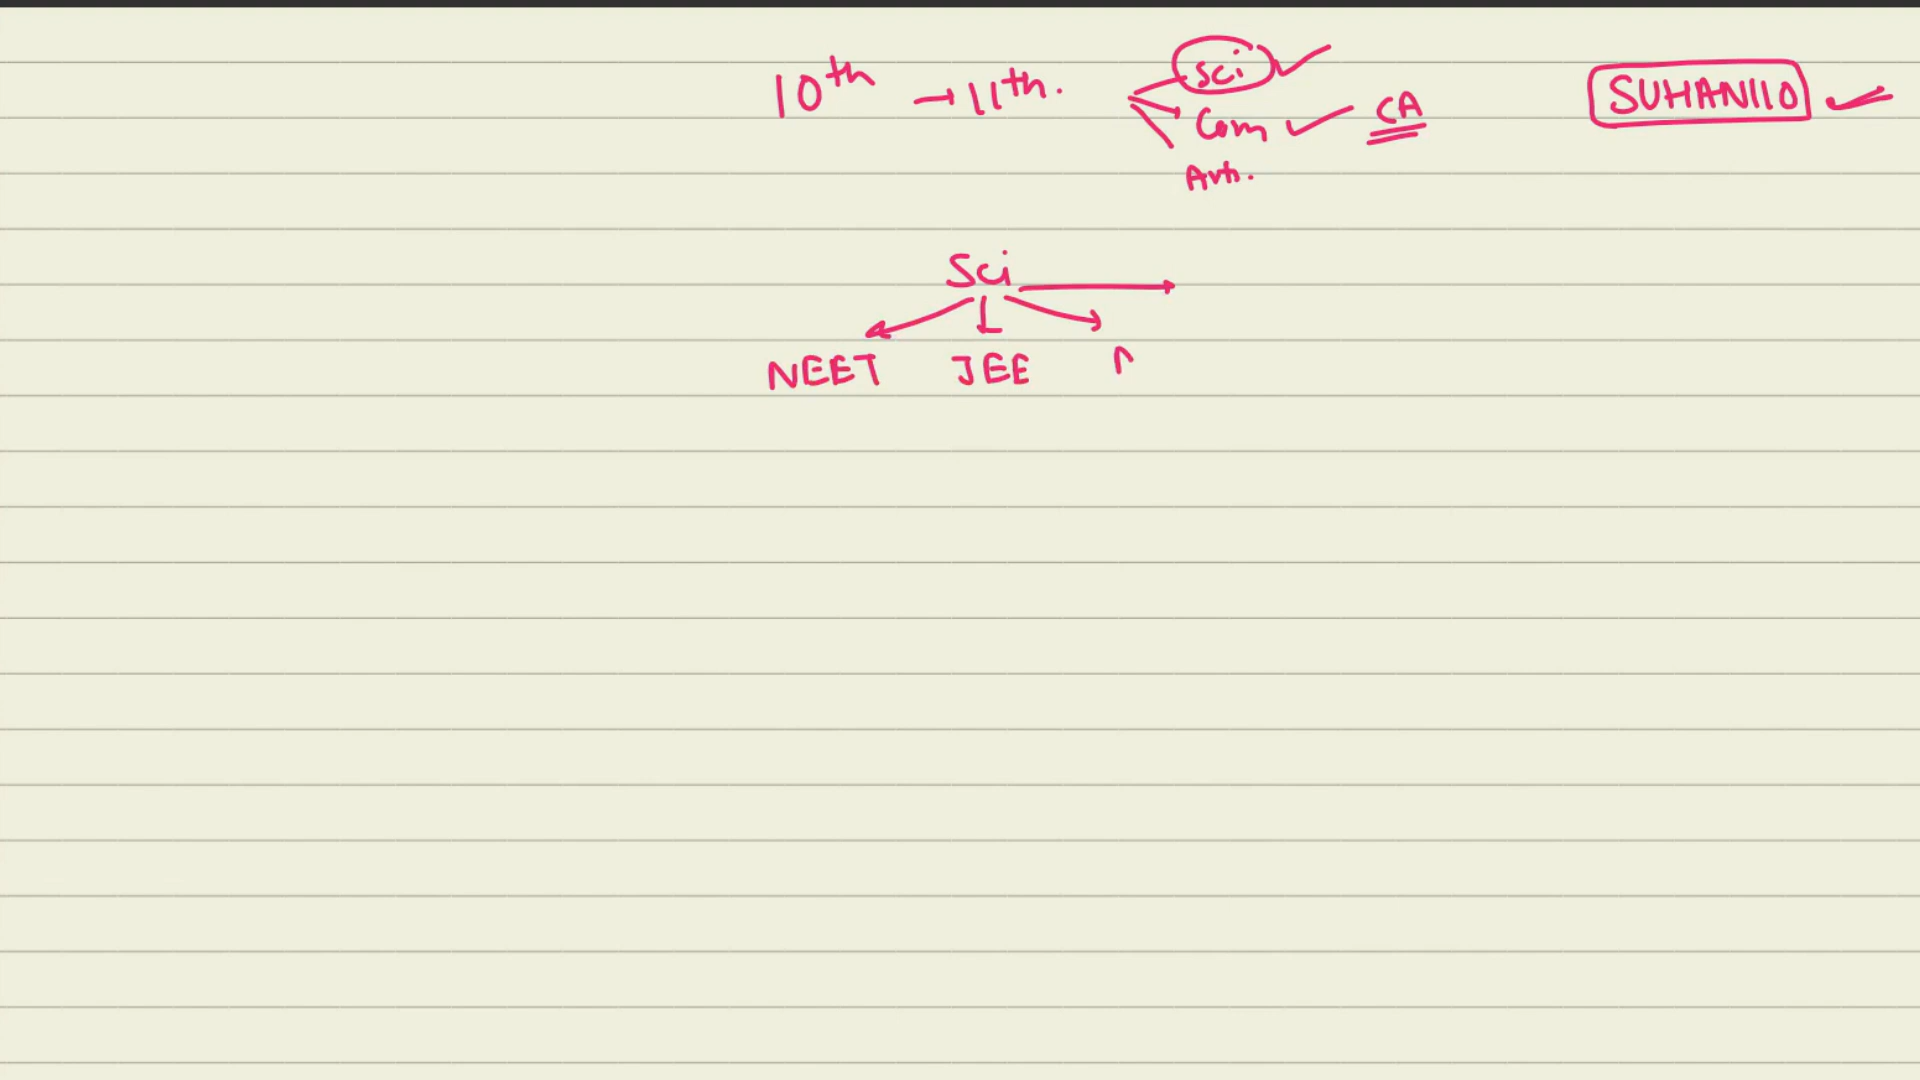 10th → 11th. Sci ✓ SUHANI10 ✓
Com ✓ CA
Arts.
Sci →
NEET JEE